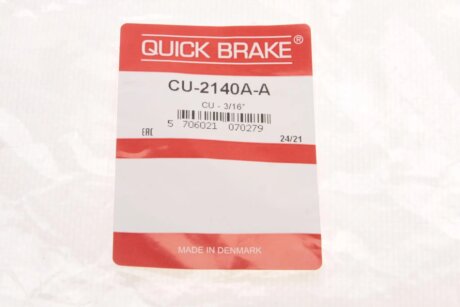 QUICK BRAKE®
CU-2140A-A
CU - 3/16"
5 706021 070279
EAC
24/21
MADE IN DENMARK